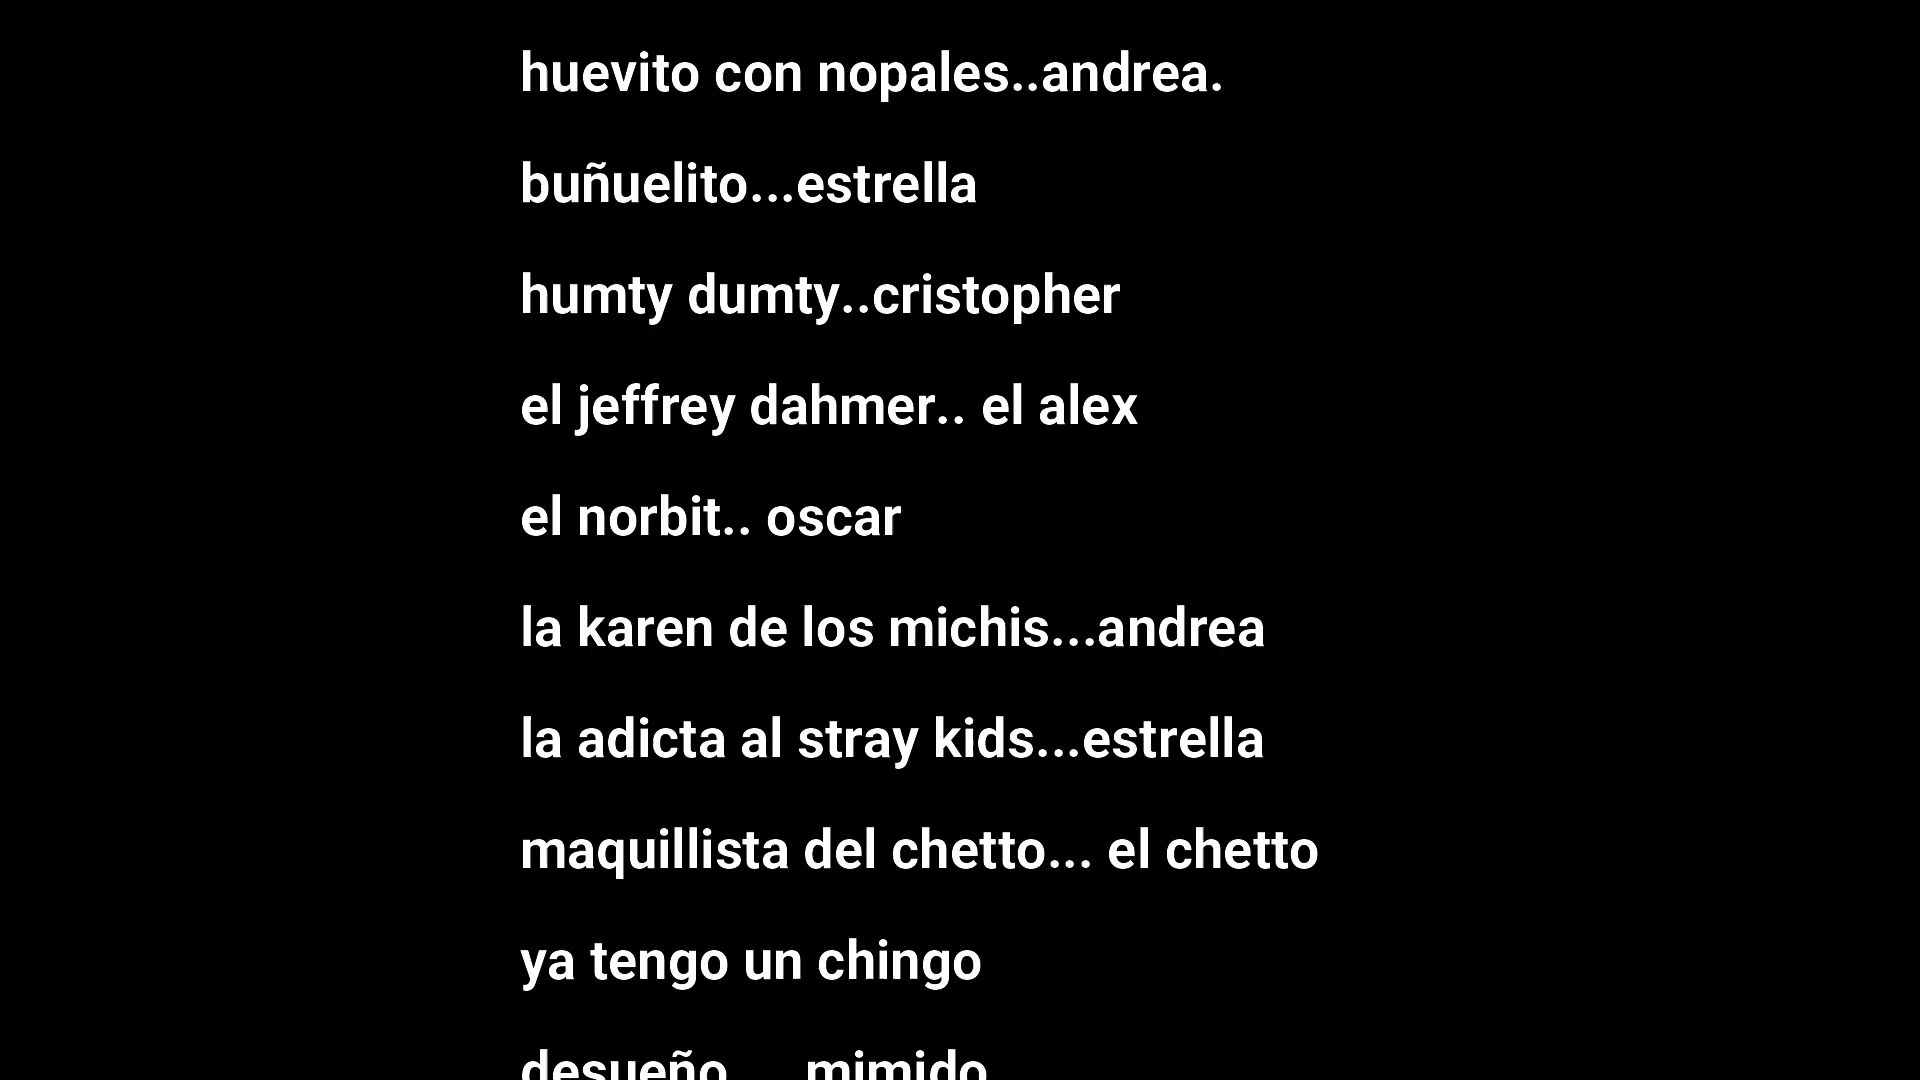 huevito con nopales..andrea.
buñuelito...estrella
humty dumty..cristopher
el jeffrey dahmer.. el alex
el norbit.. oscar
la karen de los michis...andrea
la adicta al stray kids...estrella
maquillista del chetto... el chetto
ya tengo un chingo
desueño mimido